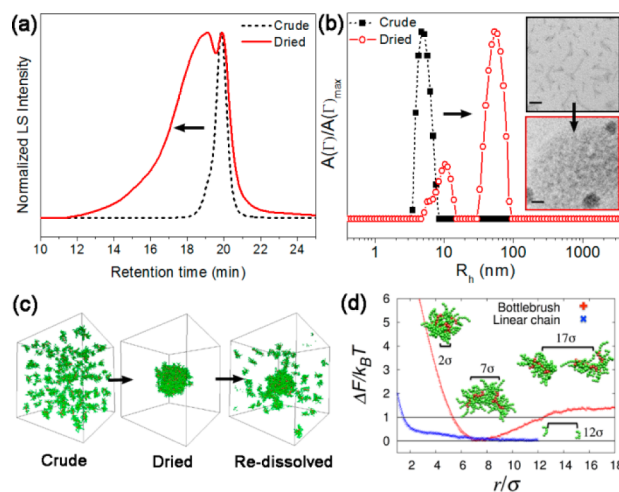 (a)
Normalized LS Intensity
Crude
Dried
10 12 14 16 18 20 22 24
Retention time (min)
(b)
A(Γ)/A(Γ)max
Crude
Dried
1 10 100 1000
Rh (nm)
(c)
Crude Dried Re-dissolved
(d)
ΔF/kBT
6
5
4
3
2
1
0
Bottlebrush
Linear chain
2σ
7σ
17σ
12σ
2 4 6 8 10 12 14 16 18
r/σ